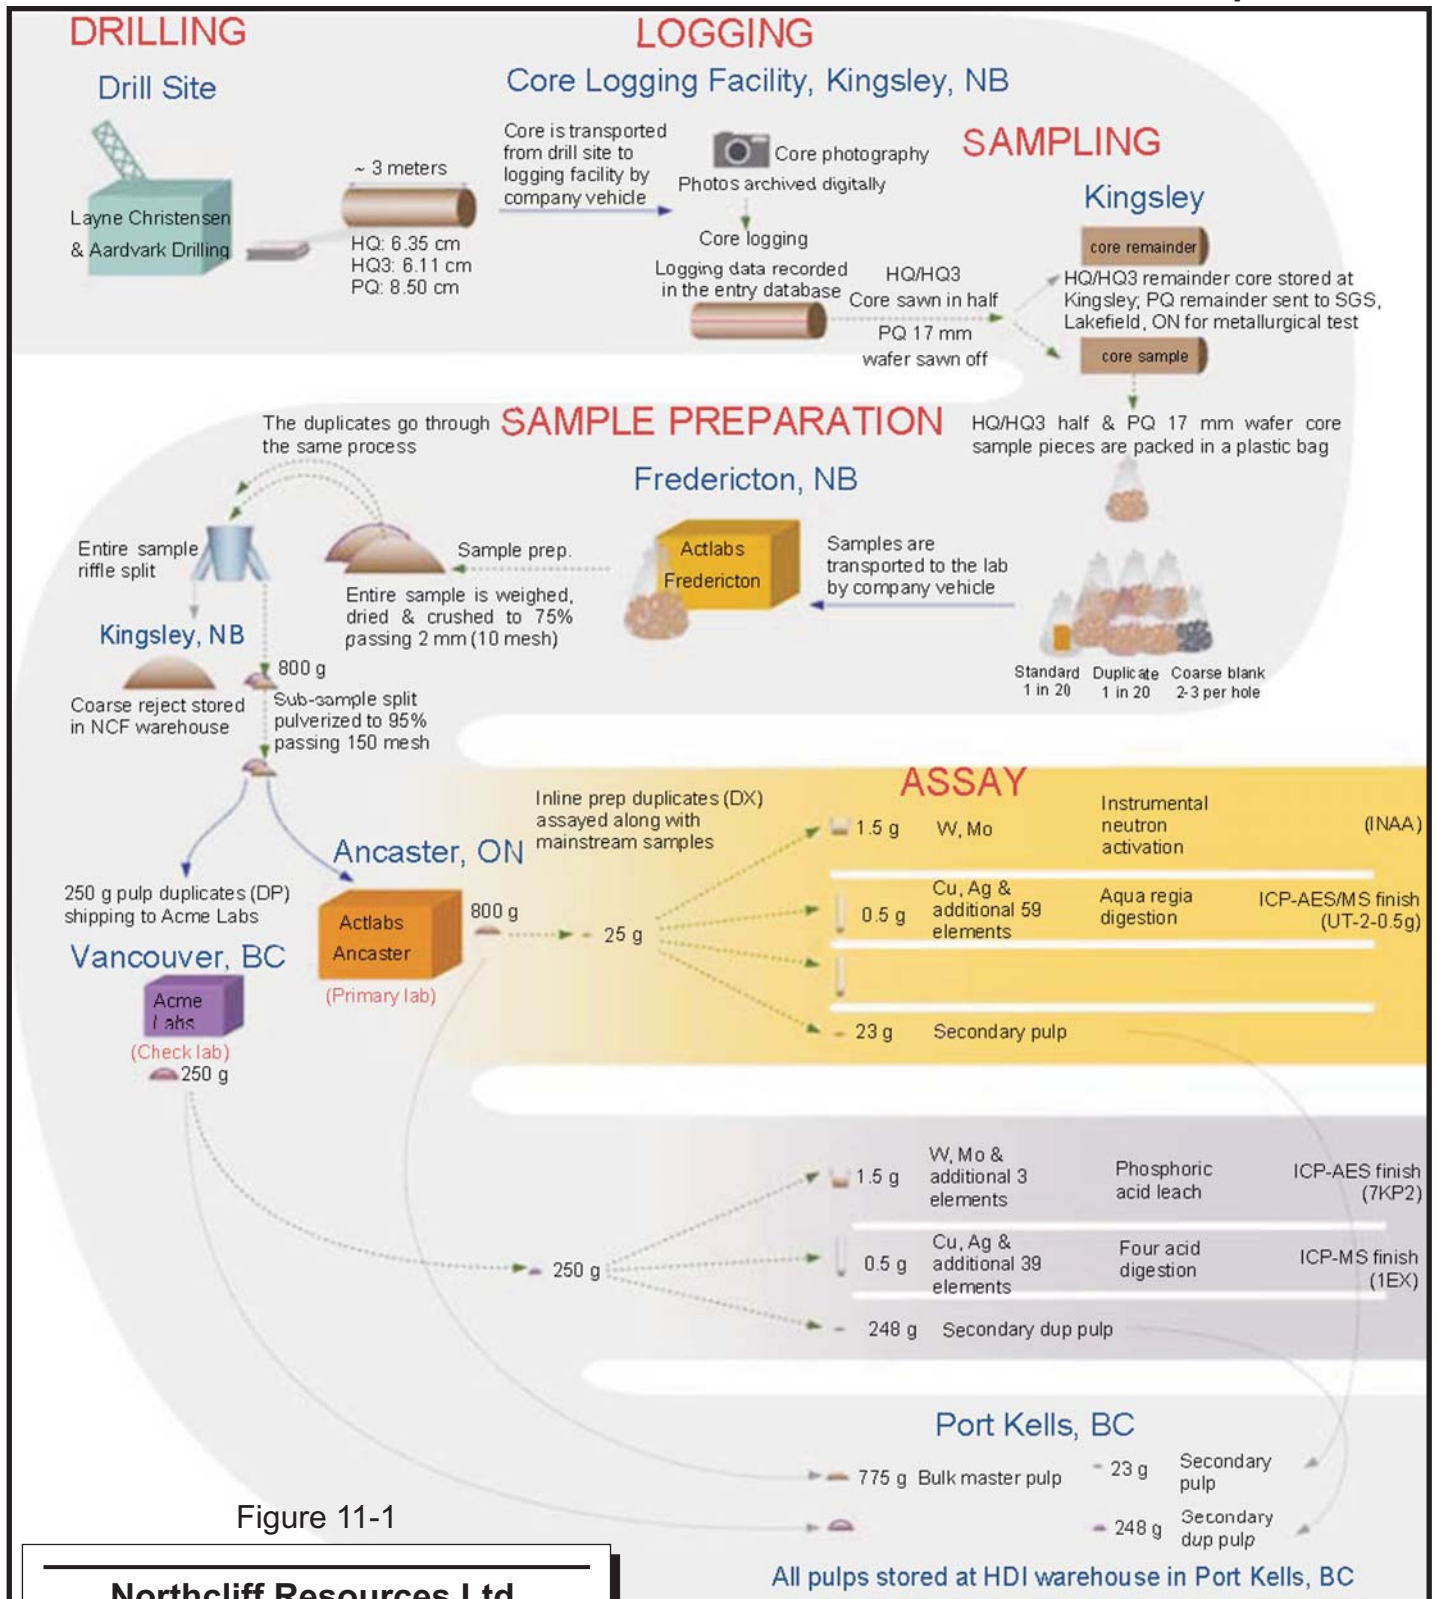 DRILLING
Drill Site
Layne Christensen
& Aardvark Drilling
~ 3 meters
HQ: 6.35 cm
HQ3: 6.11 cm
PQ: 8.50 cm
LOGGING
Core Logging Facility, Kingsley, NB
Core is transported
from drill site to
logging facility by
company vehicle
Core photography
Photos archived digitally
Core logging
Logging data recorded
in the entry database
HQ/HQ3
Core sawn in half
PQ 17 mm
wafer sawn off
SAMPLING
Kingsley
core remainder
HQ/HQ3 remainder core stored at
Kingsley; PQ remainder sent to SGS,
Lakefield, ON for metallurgical test
core sample
HQ/HQ3 half & PQ 17 mm wafer core
sample pieces are packed in a plastic bag
Standard
1 in 20
Duplicate
1 in 20
Coarse blank
2-3 per hole
SAMPLE PREPARATION
Fredericton, NB
Samples are
transported to the lab
by company vehicle
Actlabs
Fredericton
Sample prep.
Entire sample is weighed,
dried & crushed to 75%
passing 2 mm (10 mesh)
The duplicates go through
the same process
Entire sample
riffle split
Kingsley, NB
Coarse reject stored
in NCF warehouse
800 g
Sub-sample split
pulverized to 95%
passing 150 mesh
250 g pulp duplicates (DP)
shipping to Acme Labs
Vancouver, BC
Acme
Labs
(Check lab)
250 g
Ancaster, ON
Actlabs
Ancaster
(Primary lab)
800 g
25 g
Inline prep duplicates (DX)
assayed along with
mainstream samples
ASSAY
1.5 g
W, Mo
Instrumental
neutron
activation
(INAA)
0.5 g
Cu, Ag &
additional 59
elements
Aqua regia
digestion
ICP-AES/MS finish
(UT-2-0.5g)
23 g
Secondary pulp
250 g
1.5 g
W, Mo &
additional 3
elements
Phosphoric
acid leach
ICP-AES finish
(7KP2)
0.5 g
Cu, Ag &
additional 39
elements
Four acid
digestion
ICP-MS finish
(1EX)
248 g
Secondary dup pulp
Port Kells, BC
775 g Bulk master pulp
23 g
Secondary
pulp
248 g
Secondary
dup pulp
All pulps stored at HDI warehouse in Port Kells, BC
Figure 11-1
Northcliff Resources Ltd